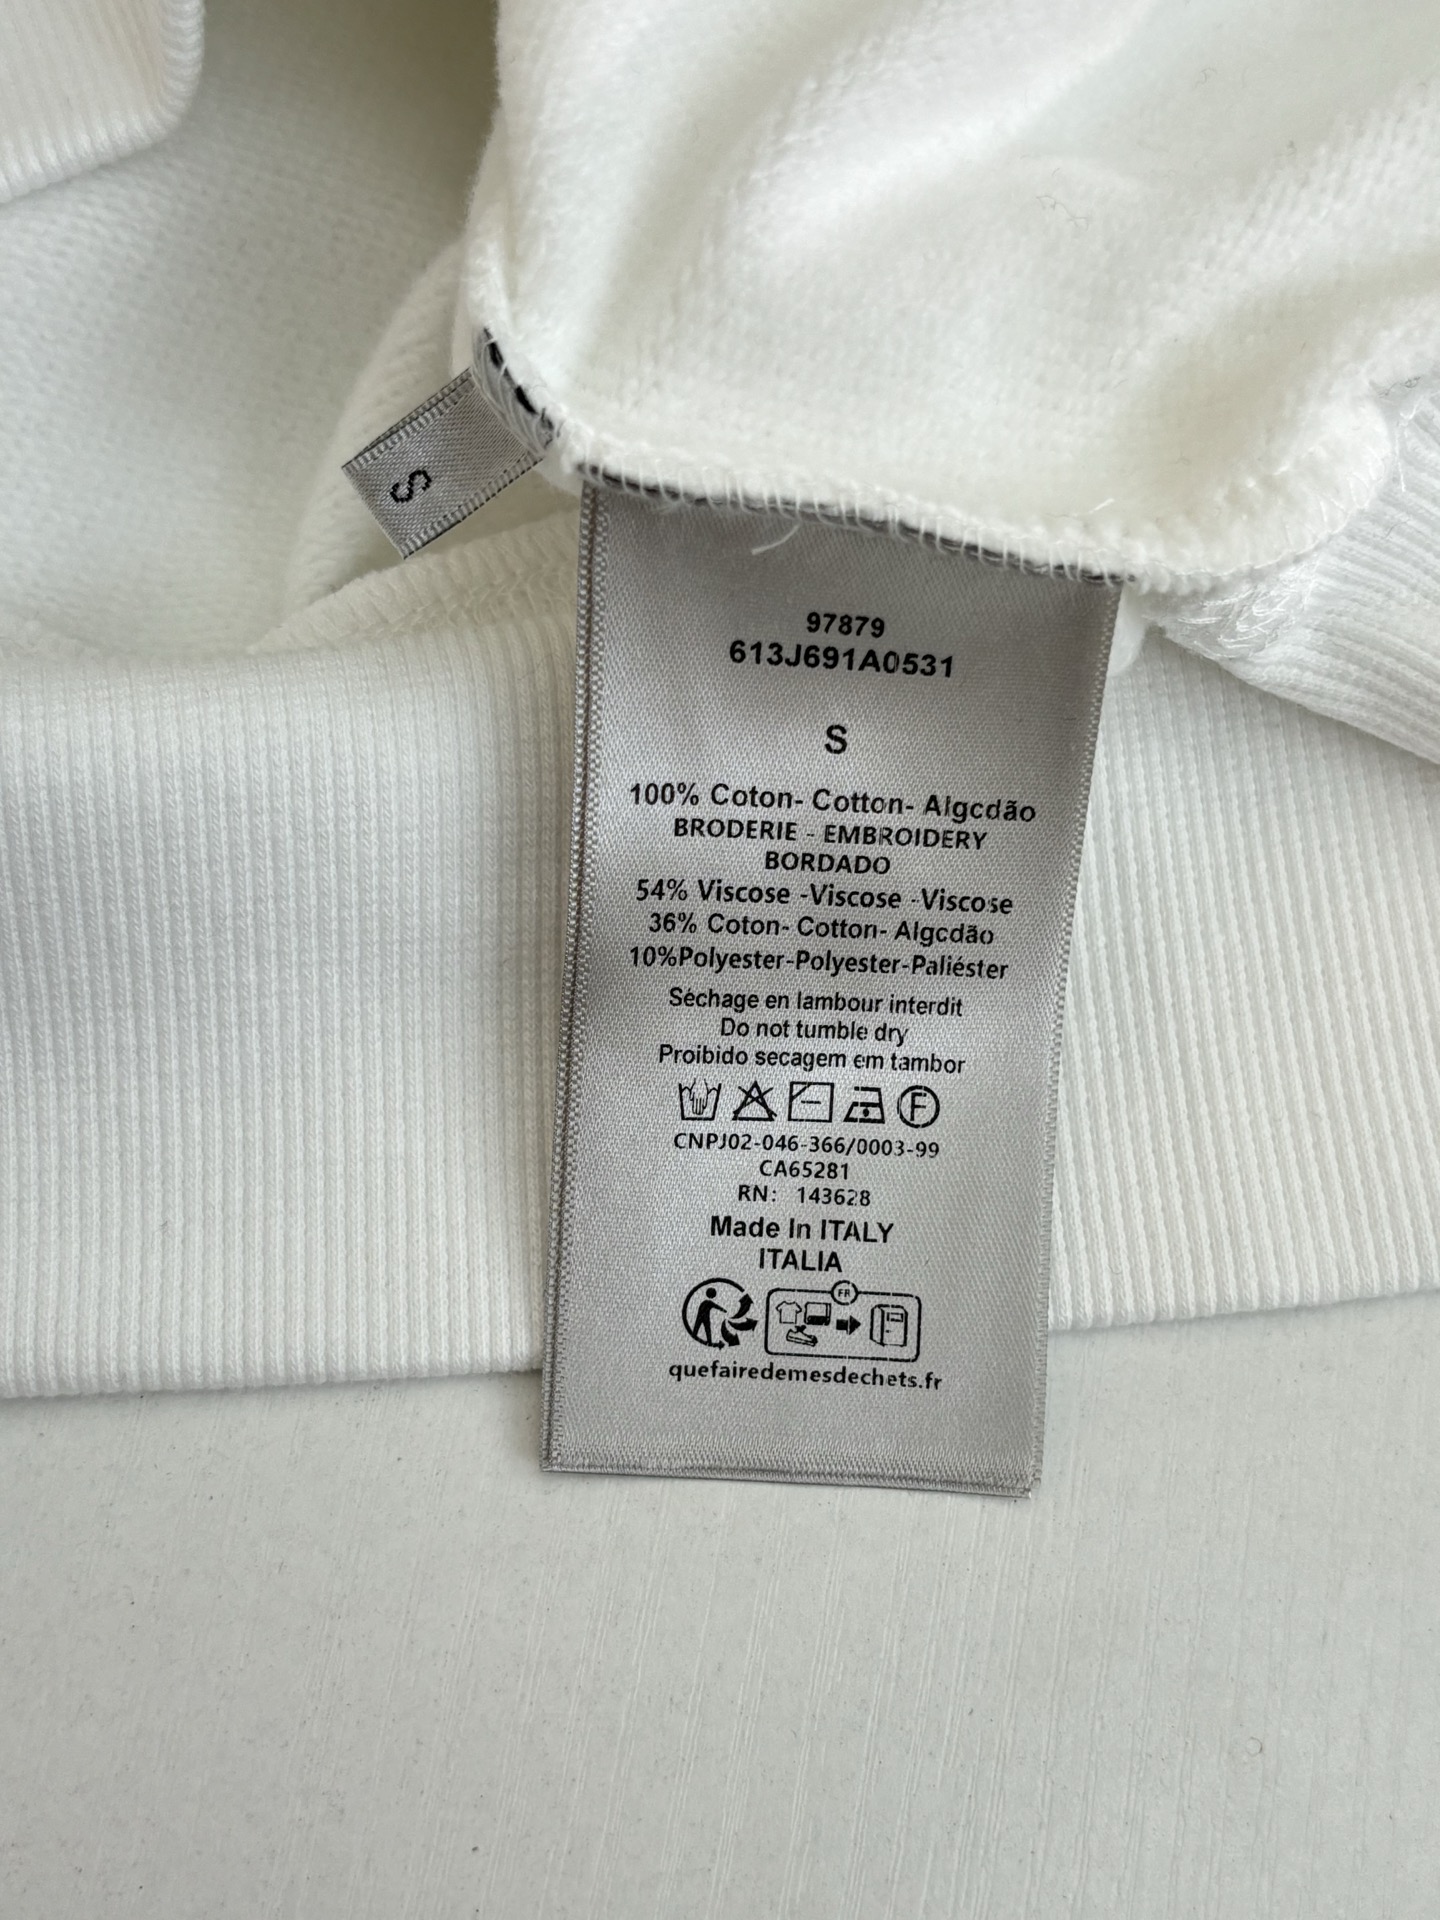 S
97879
613J691A0531
S
100% Coton- Cotton- Algcdão
BRODERIE - EMBROIDERY
BORDADO
54% Viscose -Viscose -Viscose
36% Coton- Cotton- Algcdão
10%Polyester-Polyester-Paliéster
Séchage en lambour interdit
Do not tumble dry
Proibido secagem em tambor
F
CNPJ02-046-366/0003-99
CA65281
RN: 143628
Made In ITALY
ITALIA
FR
quefairedemesdechets.fr